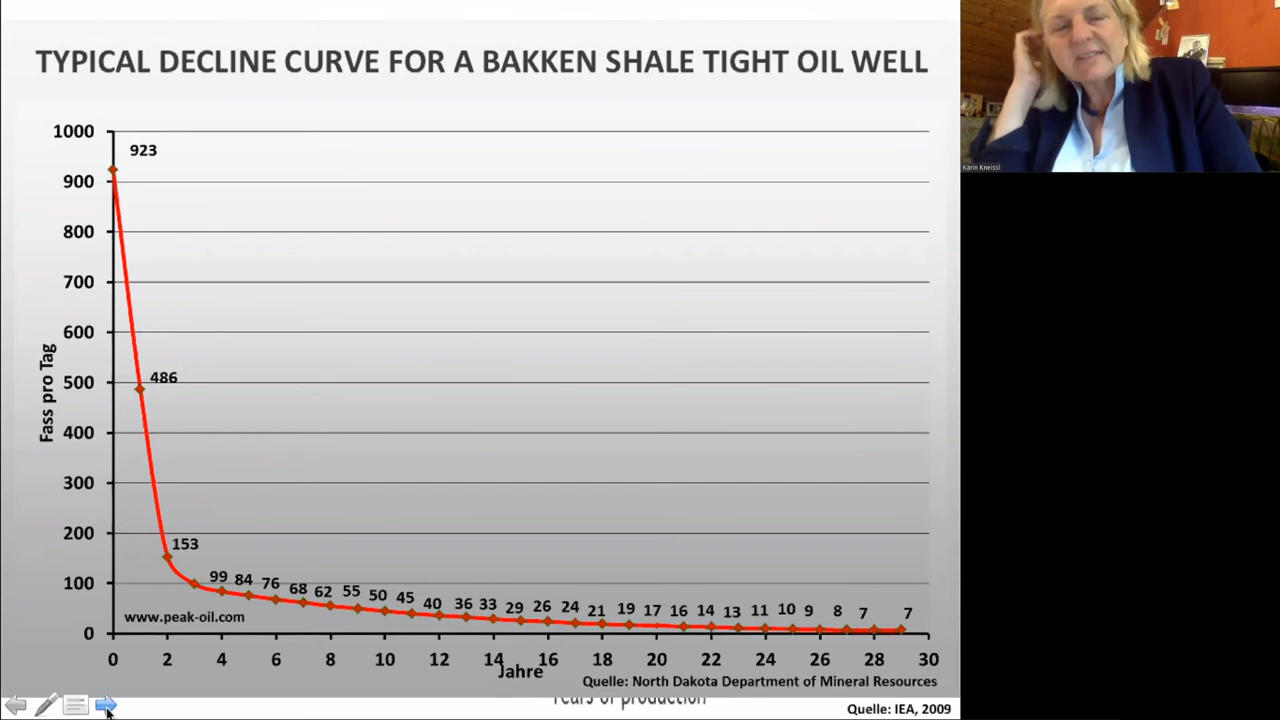 TYPICAL DECLINE CURVE FOR A BAKKEN SHALE TIGHT OIL WELL
Karin Kneissl
1000
900
800
700
600
500
400
300
200
100
0
Fass pro Tag
923
486
153
99 84 76 68 62 55 50 45 40 36 33 29 26 24 21 19 17 16 14 13 11 10 9 8 7 7
www.peak-oil.com
0 2 4 6 8 10 12 14 16 18 20 22 24 26 28 30
Jahre
Quelle: North Dakota Department of Mineral Resources
Years of production
Quelle: IEA, 2009